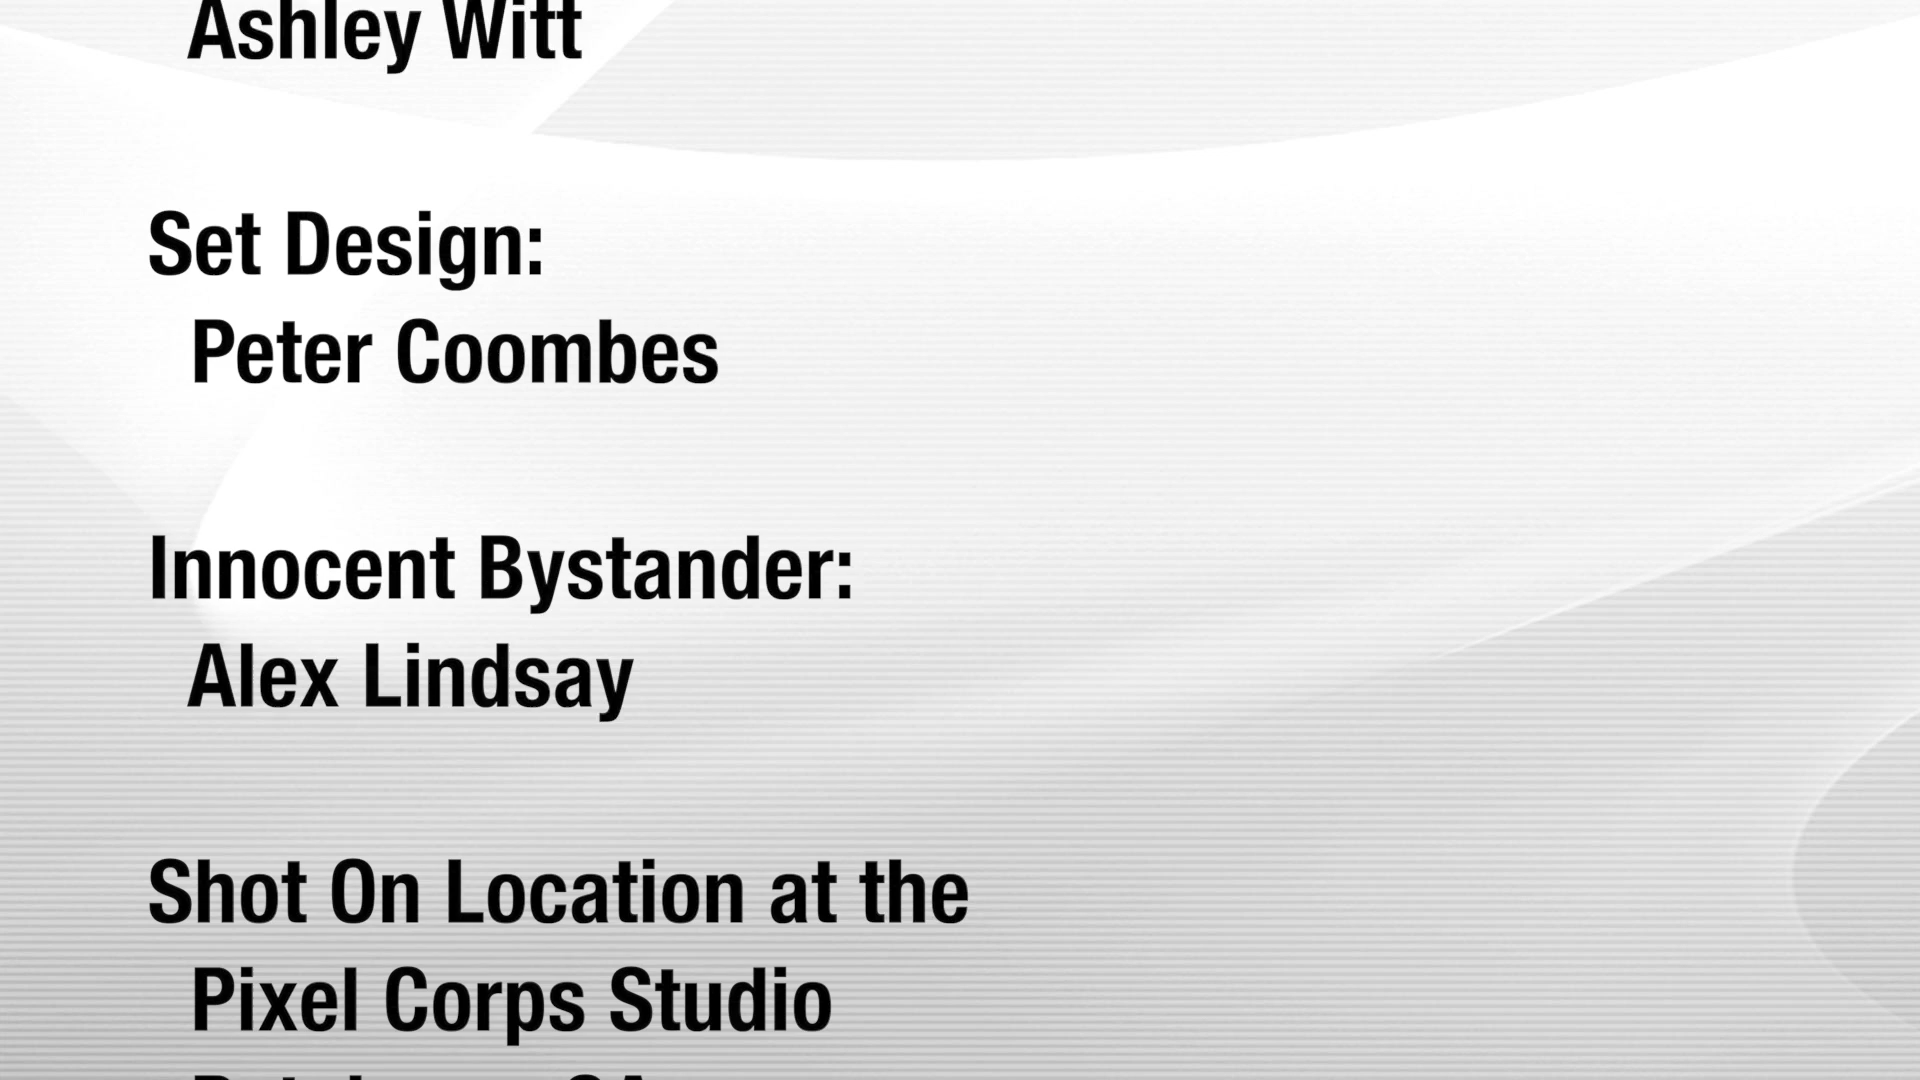 Ashley Witt
Set Design:
Peter Coombes
Innocent Bystander:
Alex Lindsay
Shot On Location at the
Pixel Corps Studio